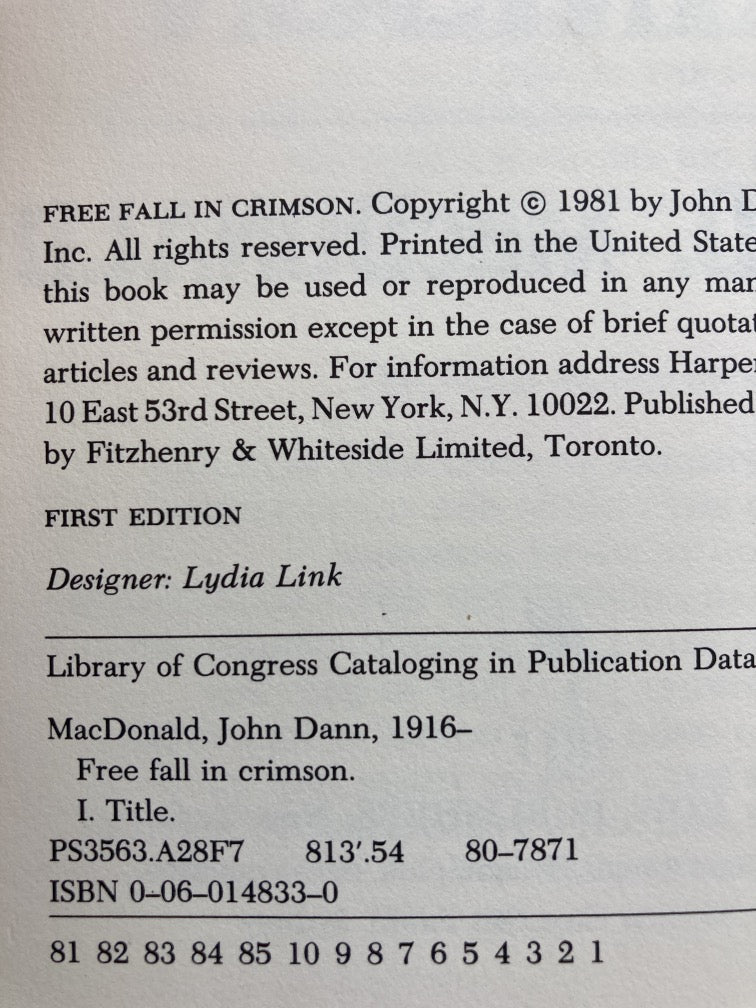 FREE FALL IN CRIMSON. Copyright © 1981 by John
Inc. All rights reserved. Printed in the United
this book may be used or reproduced in any
written permission except in the case of brief
articles and reviews. For information address
10 East 53rd Street, New York, N.Y. 10022. Published
by Fitzhenry & Whiteside Limited, Toronto.
FIRST EDITION
Designer: Lydia Link
Library of Congress Cataloging in Publication Data
MacDonald, John Dann, 1916–
Free fall in crimson.
I. Title.
PS3563.A28F7 813′.54 80–7871
ISBN 0–06–014833–0
81 82 83 84 85 10 9 8 7 6 5 4 3 2 1